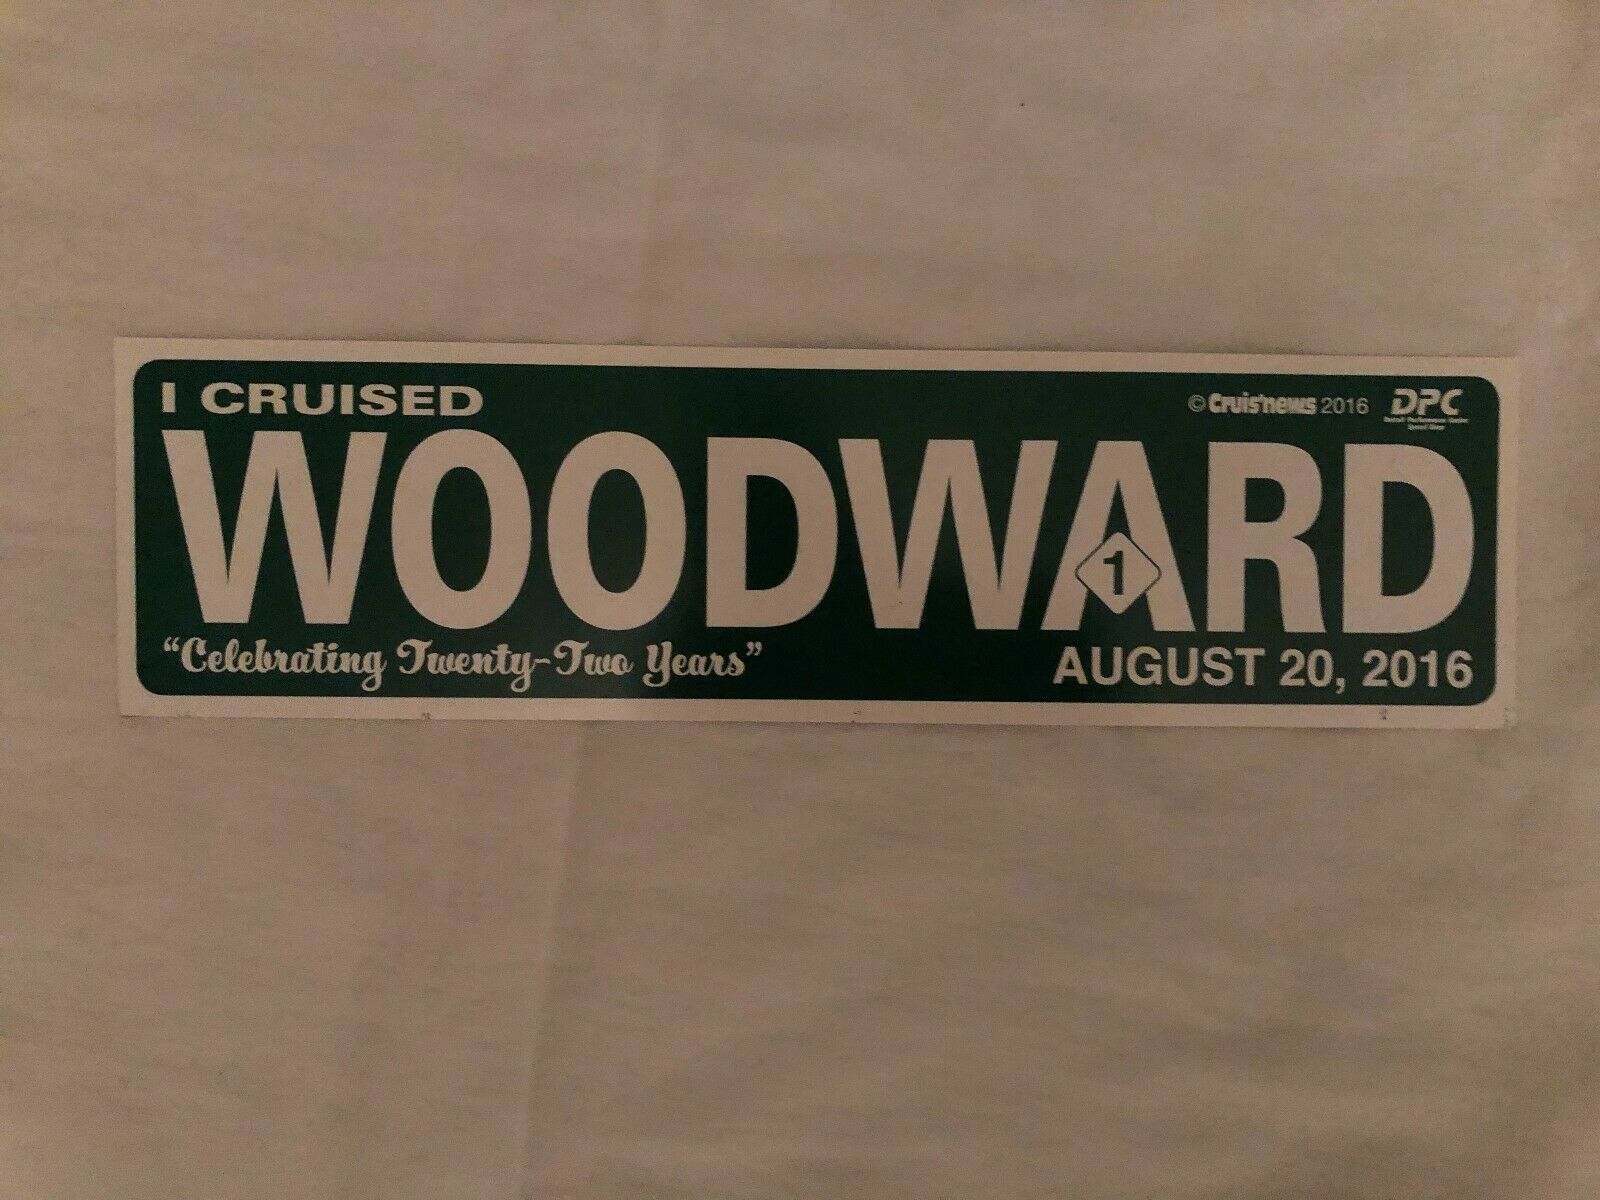 I CRUISED
© Cruis'news 2016 DPC
WOODWARD
1
"Celebrating Twenty-Two Years"
AUGUST 20, 2016